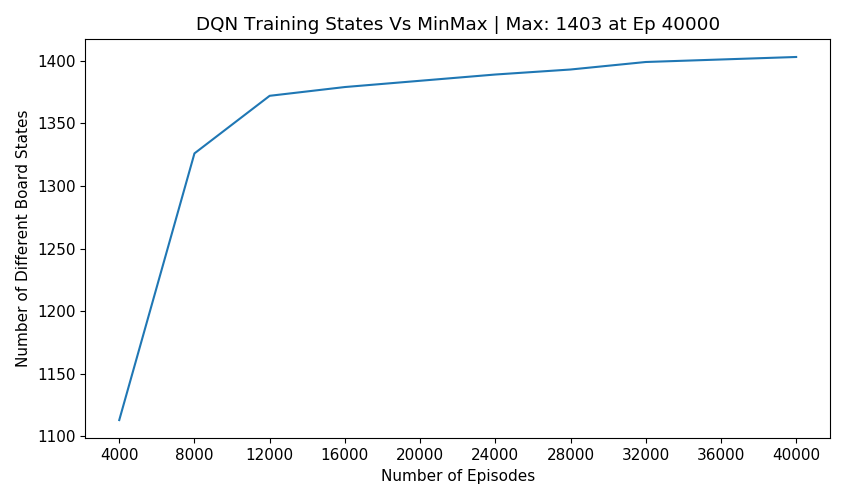 DQN Training States Vs MinMax | Max: 1403 at Ep 40000
Number of Different Board States
1400
1350
1300
1250
1200
1150
1100
4000 8000 12000 16000 20000 24000 28000 32000 36000 40000
Number of Episodes